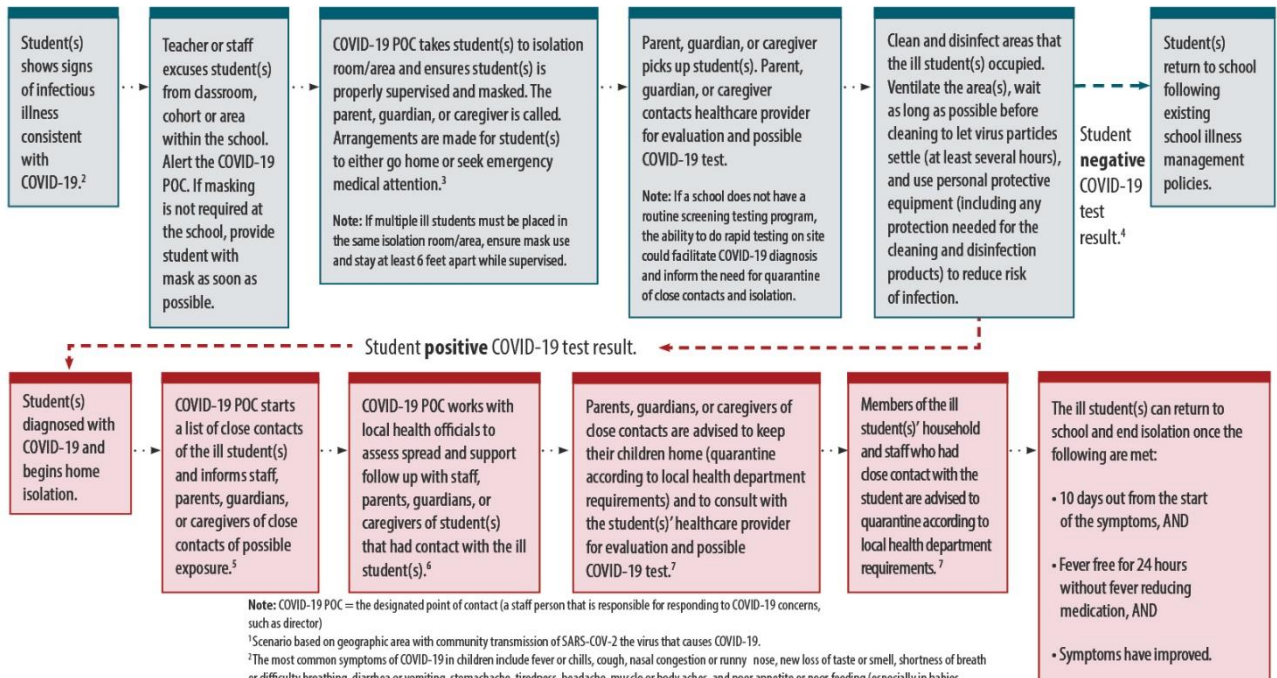 Student(s)
shows signs
of infectious
illness
consistent
with
COVID-19.²
Teacher or staff
excuses student(s)
from classroom,
cohort or area
within the school.
Alert the COVID-19
POC. If masking
is not required at
the school, provide
student with
mask as soon as
possible.
COVID-19 POC takes student(s) to isolation
room/area and ensures student(s) is
properly supervised and masked. The
parent, guardian, or caregiver is called.
Arrangements are made for student(s)
to either go home or seek emergency
medical attention.³
Note: If multiple ill students must be placed in
the same isolation room/area, ensure mask use
and stay at least 6 feet apart while supervised.
Parent, guardian, or caregiver
picks up student(s). Parent,
guardian, or caregiver
contacts healthcare provider
for evaluation and possible
COVID-19 test.
Note: If a school does not have a
routine screening testing program,
the ability to do rapid testing on site
could facilitate COVID-19 diagnosis
and inform the need for quarantine
of close contacts and isolation.
Clean and disinfect areas that
the ill student(s) occupied.
Ventilate the area(s), wait
as long as possible before
cleaning to let virus particles
settle (at least several hours),
and use personal protective
equipment (including any
protection needed for the
cleaning and disinfection
products) to reduce risk
of infection.
Student
negative
COVID-19
test
result.⁴
Student(s)
return to school
following
existing
school illness
management
policies.
Student positive COVID-19 test result.
Student(s)
diagnosed with
COVID-19 and
begins home
isolation.
COVID-19 POC starts
a list of close contacts
of the ill student(s)
and informs staff,
parents, guardians,
or caregivers of close
contacts of possible
exposure.⁵
COVID-19 POC works with
local health officials to
assess spread and support
follow up with staff,
parents, guardians, or
caregivers of student(s)
that had contact with the ill
student(s).⁶
Parents, guardians, or caregivers of
close contacts are advised to keep
their children home (quarantine
according to local health department
requirements) and to consult with
the student(s)' healthcare provider
for evaluation and possible
COVID-19 test.⁷
Members of the ill
student(s)' household
and staff who had
close contact with the
student are advised to
quarantine according to
local health department
requirements. ⁷
The ill student(s) can return to
school and end isolation once the
following are met:
• 10 days out from the start
of the symptoms, AND
• Fever free for 24 hours
without fever reducing
medication, AND
• Symptoms have improved.
Note: COVID-19 POC = the designated point of contact (a staff person that is responsible for responding to COVID-19 concerns,
such as director)
¹Scenario based on geographic area with community transmission of SARS-COV-2 the virus that causes COVID-19.
²The most common symptoms of COVID-19 in children include fever or chills, cough, nasal congestion or runny nose, new loss of taste or smell, shortness of breath
or difficulty breathing, diarrhea or vomiting, stomachache, tiredness, headache, muscle or body aches, and poor appetite or poor feeding (especially in babies